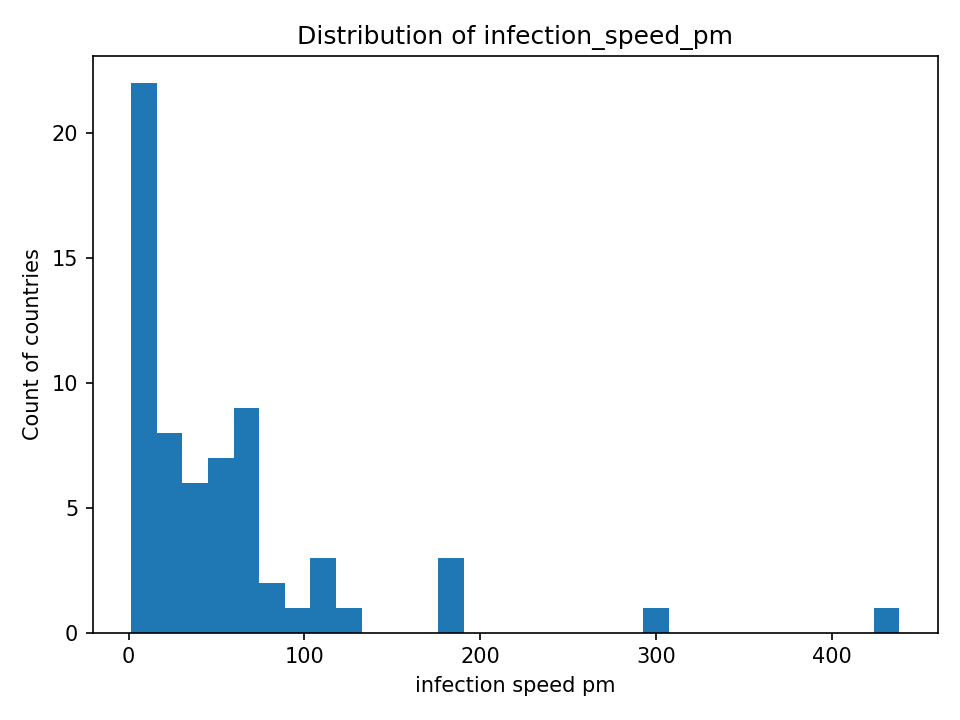 Distribution of infection_speed_pm
Count of countries
20
15
10
5
0
0 100 200 300 400
infection speed pm